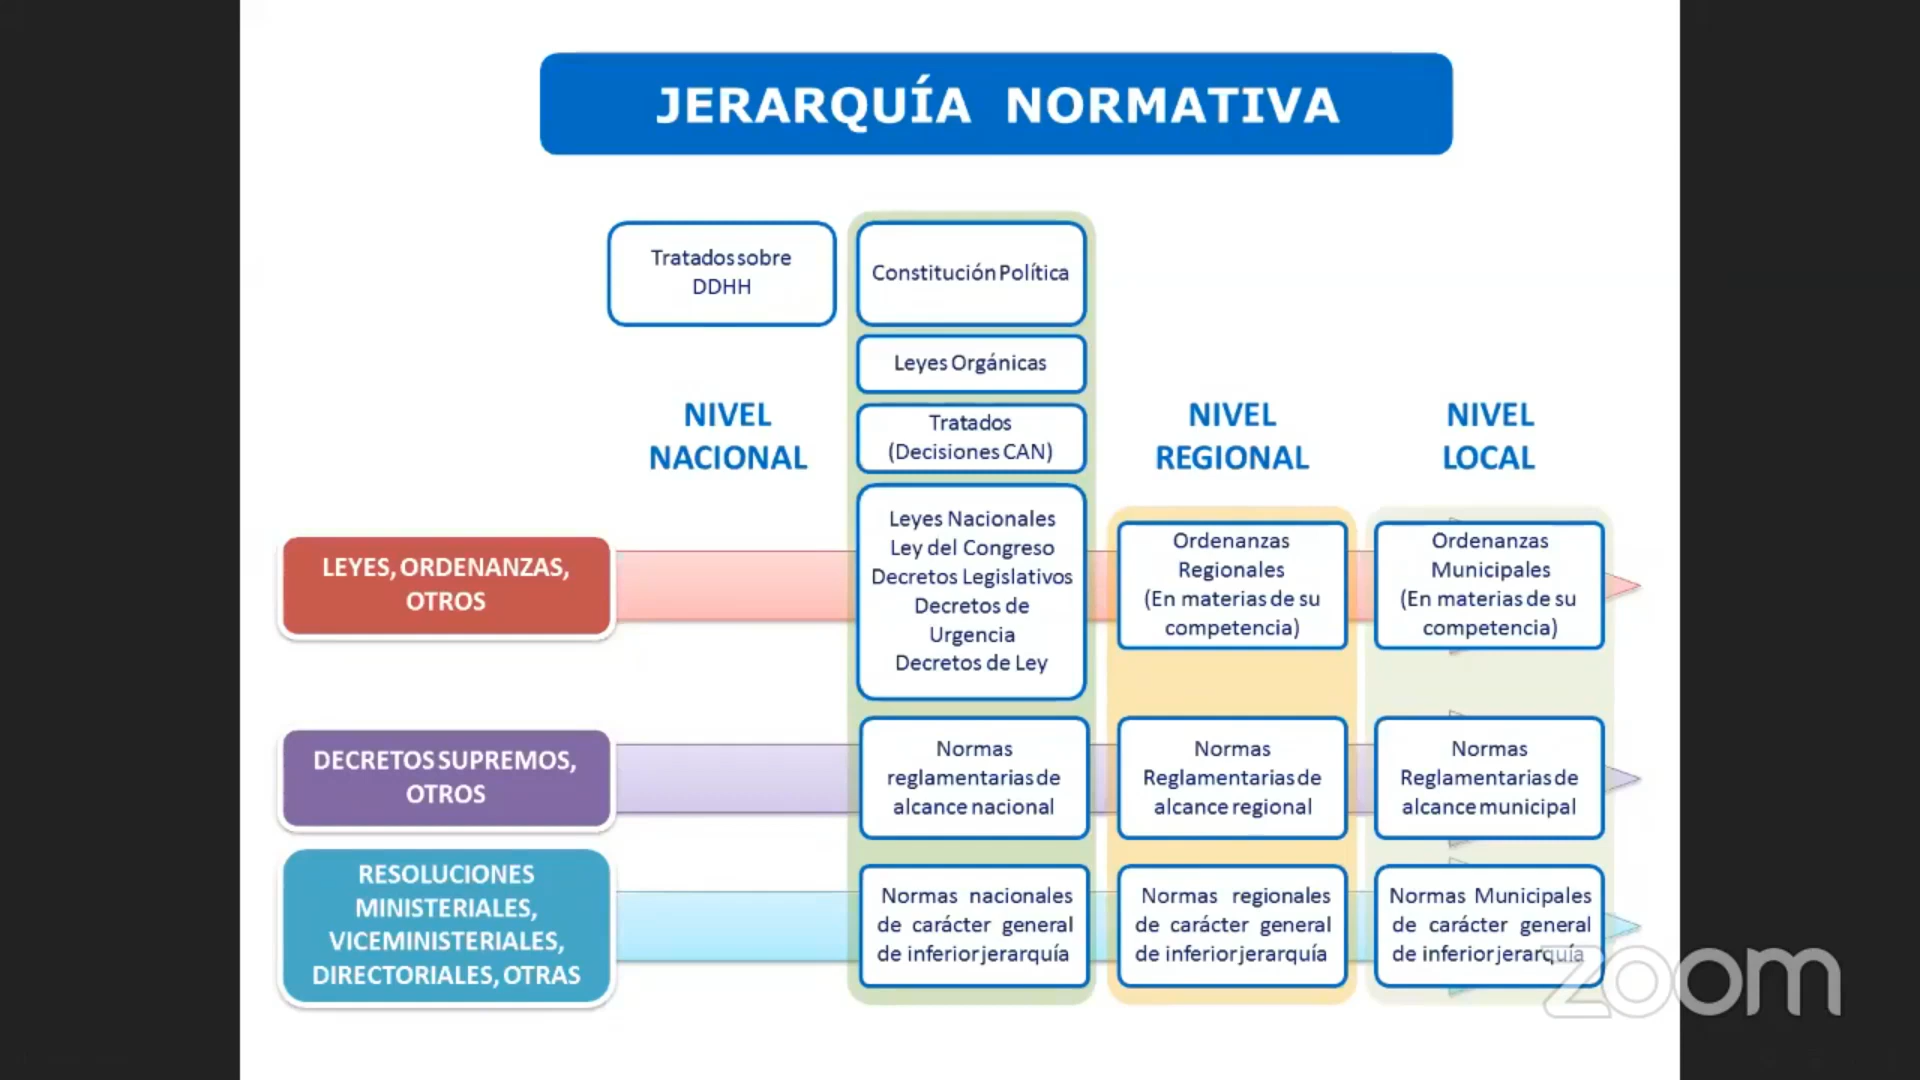 JERARQUÍA NORMATIVA
Tratados sobre
DDHH
Constitución Política
Leyes Orgánicas
Tratados
(Decisiones CAN)
NIVEL
NACIONAL
NIVEL
REGIONAL
NIVEL
LOCAL
LEYES, ORDENANZAS,
OTROS
Leyes Nacionales
Ley del Congreso
Decretos Legislativos
Decretos de
Urgencia
Decretos de Ley
Ordenanzas
Regionales
(En materias de su
competencia)
Ordenanzas
Municipales
(En materias de su
competencia)
DECRETOS SUPREMOS,
OTROS
Normas
reglamentarias de
alcance nacional
Normas
Reglamentarias de
alcance regional
Normas
Reglamentarias de
alcance municipal
RESOLUCIONES
MINISTERIALES,
VICEMINISTERIALES,
DIRECTORIALES, OTRAS
Normas nacionales
de carácter general
de inferior jerarquía
Normas regionales
de carácter general
de inferior jerarquía
Normas Municipales
de carácter general
de inferior jerarquía
zoom